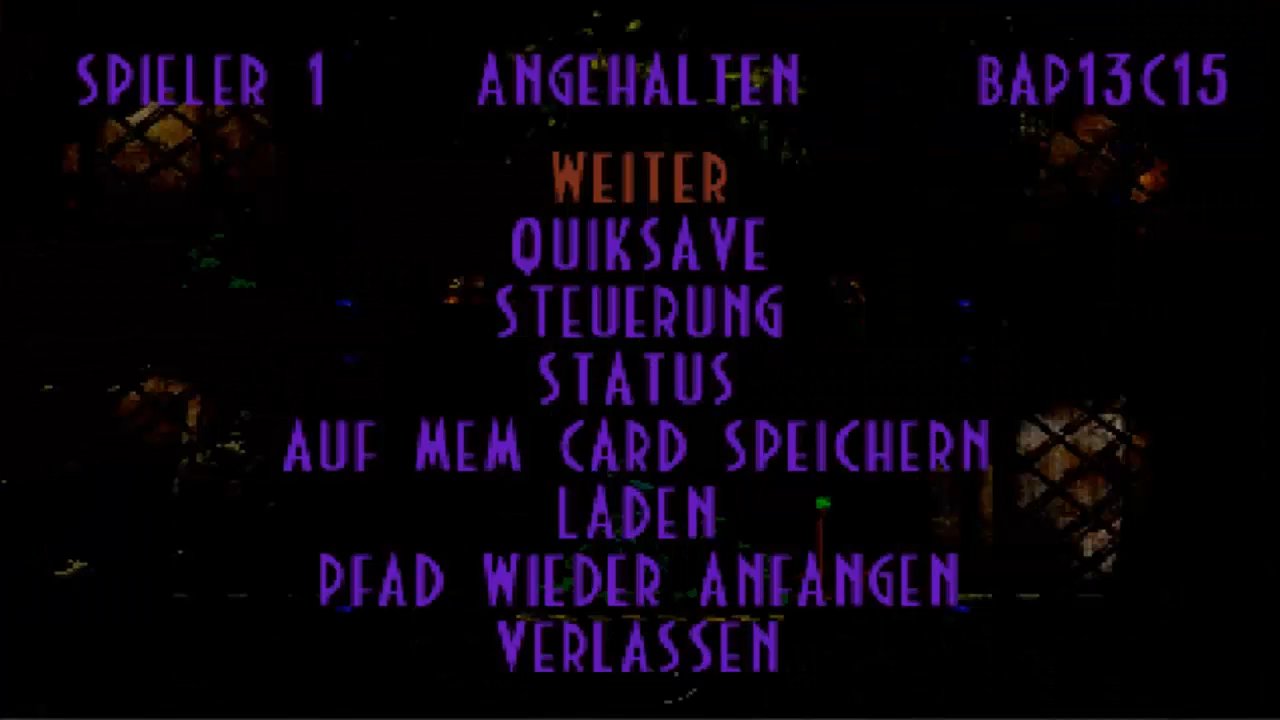 SPIELER 1 ANGEHALTEN BAP13C15
WEITER
QUIKSAVE
STEUERUNG
STATUS
AUF MEM CARD SPEICHERN
LADEN
PFAD WIEDER ANFANGEN
VERLASSEN